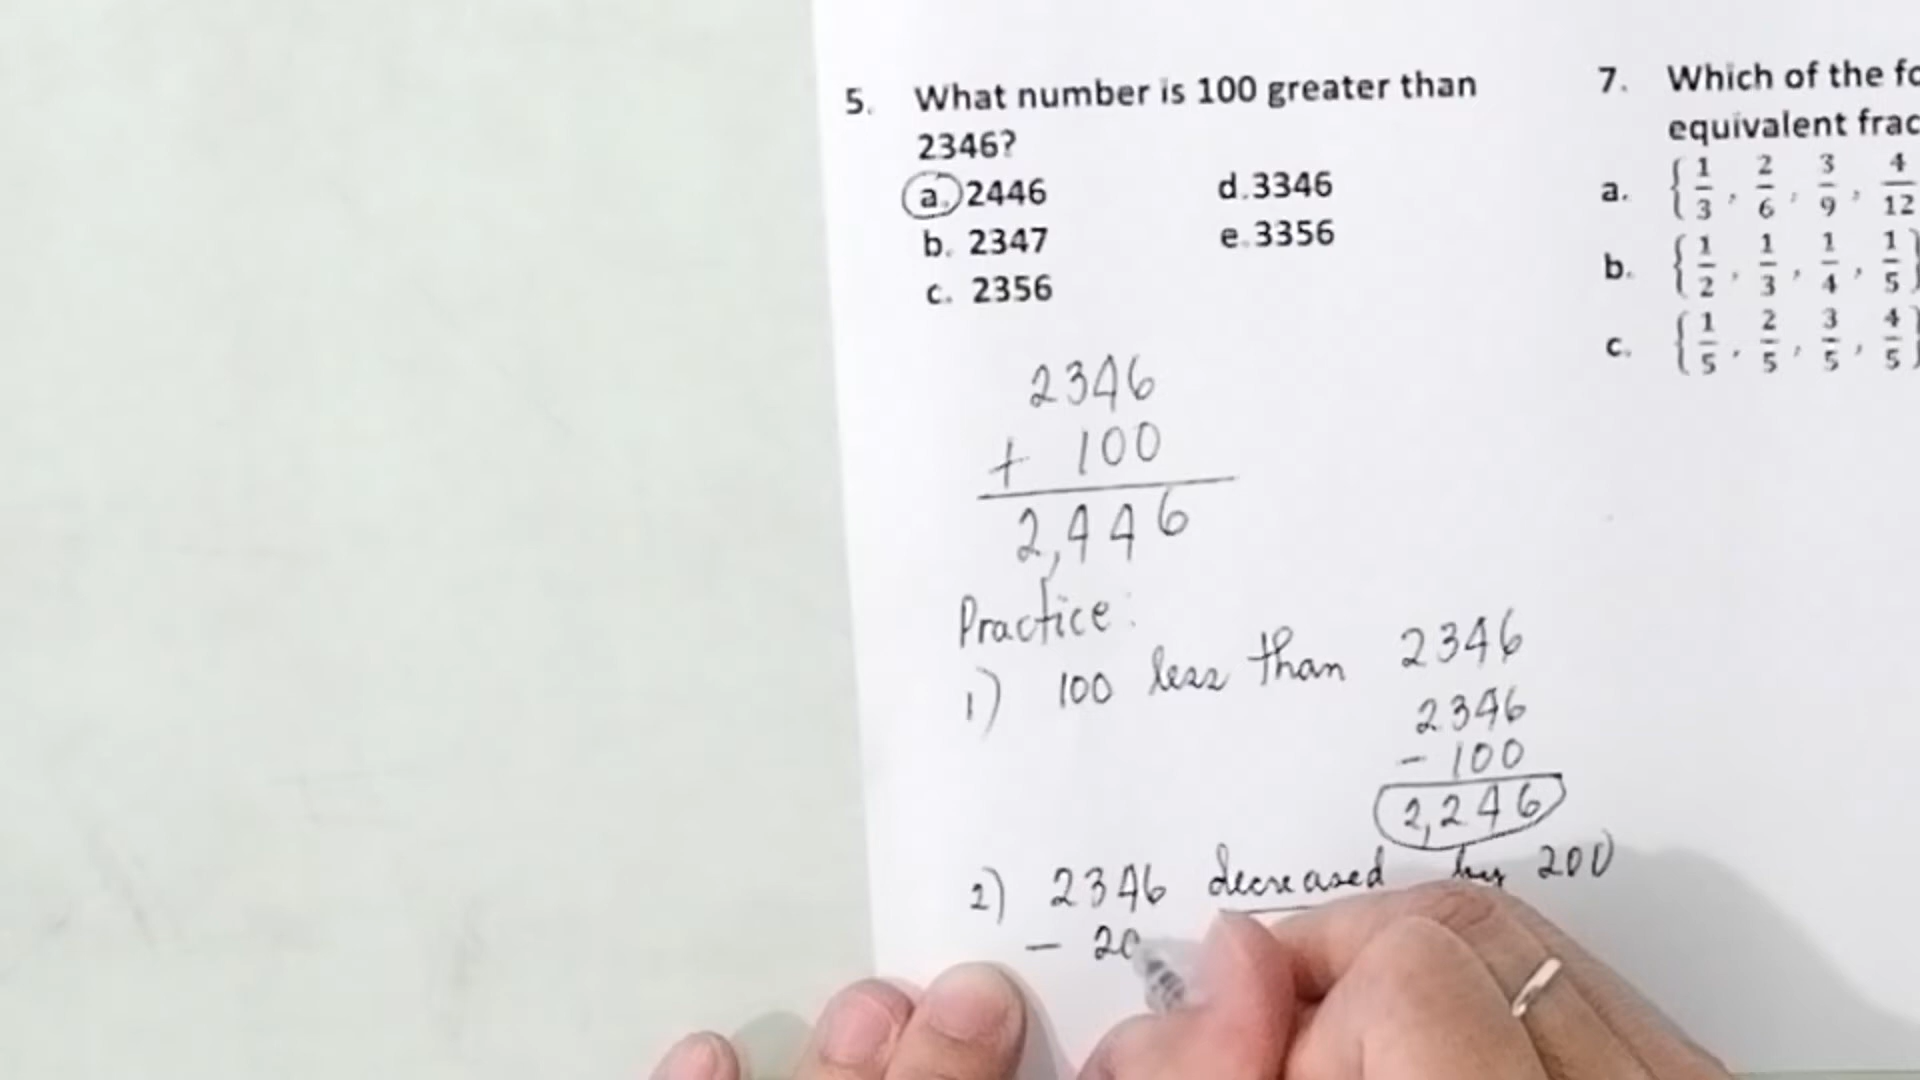 5. What number is 100 greater than
2346?
a. 2446 d.3346
b. 2347 e.3356
c. 2356
2346
+ 100
2,446
Practice:
1) 100 less than 2346
2346
- 100
2,246
2) 2346 decreased by 200
- 20
7. Which of the fo
equivalent frac
a. { 1/3 , 2/6 , 3/9 , 4/12
b. { 1/2 , 1/3 , 1/4 , 1/5 }
c. { 1/5 , 2/5 , 3/5 , 4/5 }